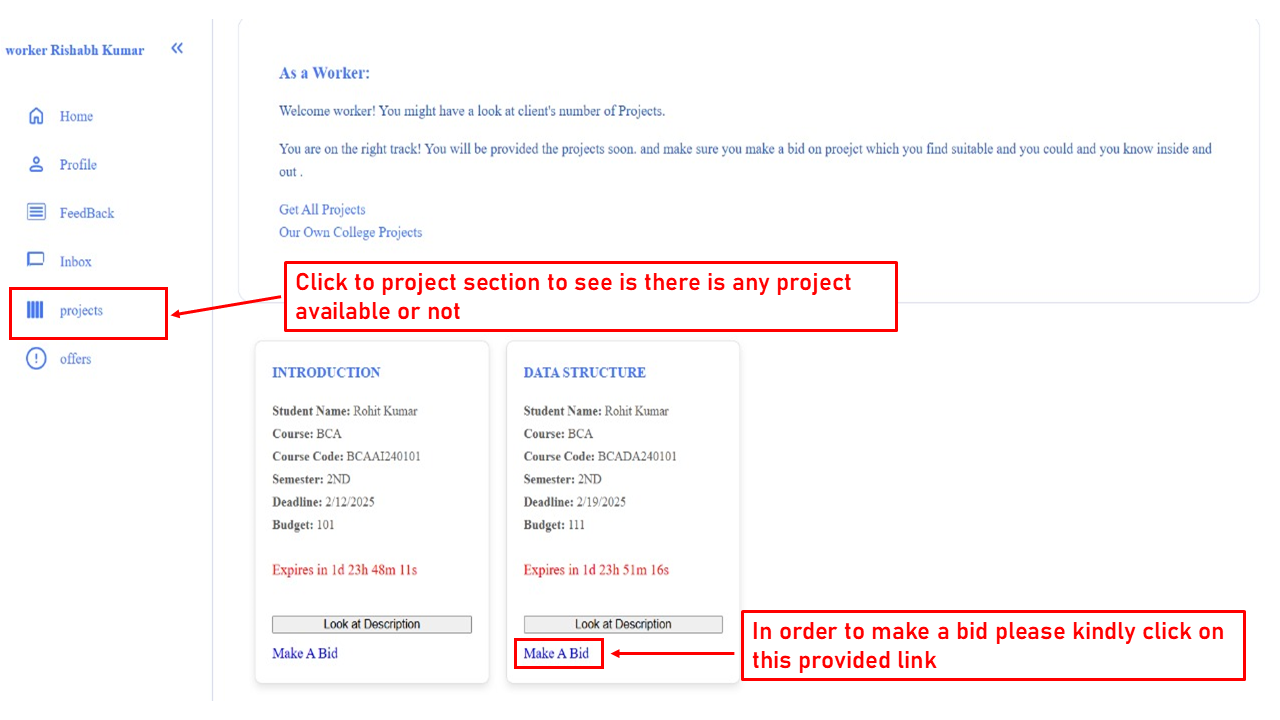 worker Rishabh Kumar
Home
Profile
FeedBack
Inbox
projects
offers
As a Worker:
Welcome worker! You might have a look at client's number of Projects.
You are on the right track! You will be provided the projects soon. and make sure you make a bid on proejct which you find suitable and you could and you know inside and
out .
Get All Projects
Our Own College Projects
Click to project section to see is there is any project
available or not
INTRODUCTION
Student Name: Rohit Kumar
Course: BCA
Course Code: BCAAI240101
Semester: 2ND
Deadline: 2/12/2025
Budget: 101
Expires in 1d 23h 48m 11s
Look at Description
Make A Bid
DATA STRUCTURE
Student Name: Rohit Kumar
Course: BCA
Course Code: BCADA240101
Semester: 2ND
Deadline: 2/19/2025
Budget: 111
Expires in 1d 23h 51m 16s
Look at Description
Make A Bid
In order to make a bid please kindly click on
this provided link